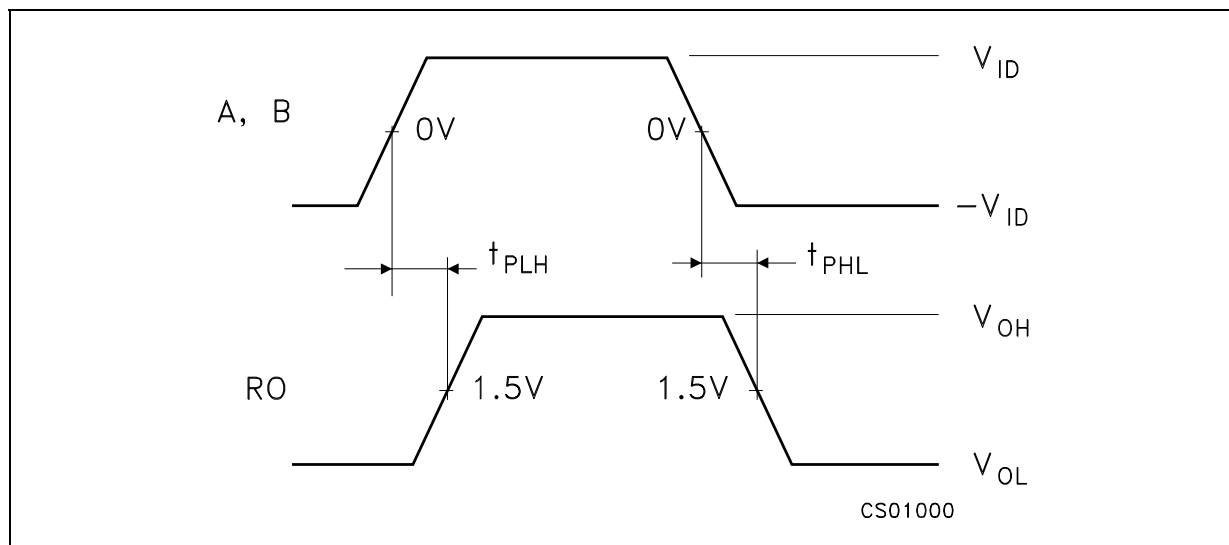 V_ID
A, B
0V 0V
-V_ID
t_PLH t_PHL
V_OH
RO
1.5V 1.5V
V_OL
CS01000